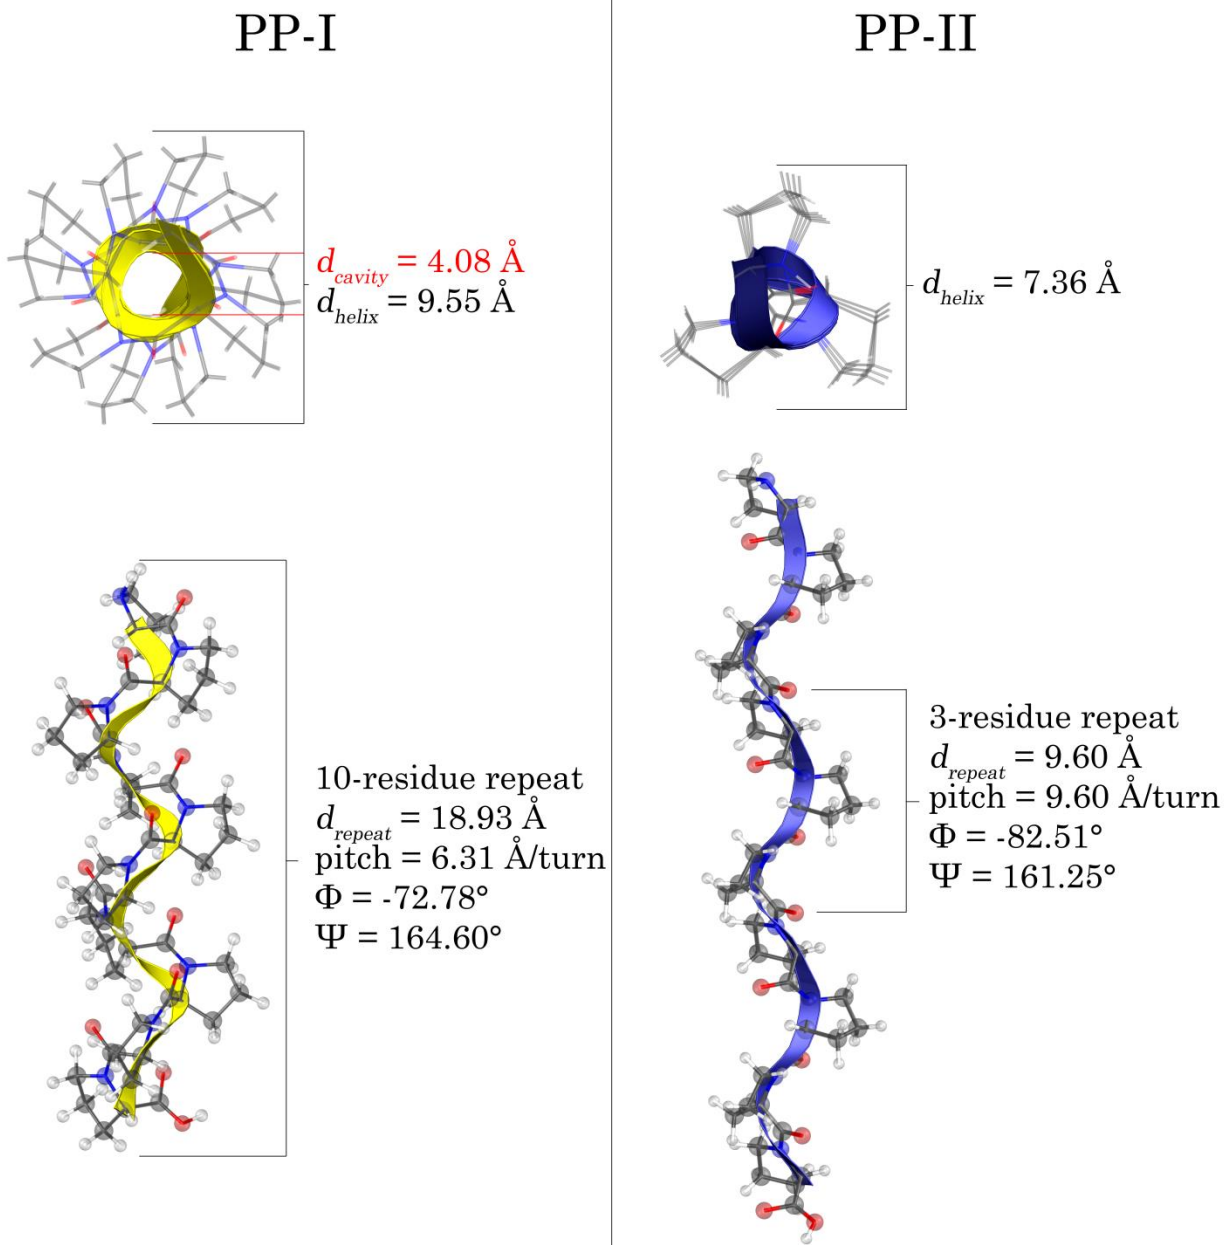 PP-I
d_cavity = 4.08 Å
d_helix = 9.55 Å
10-residue repeat
d_repeat = 18.93 Å
pitch = 6.31 Å/turn
Φ = -72.78°
Ψ = 164.60°
PP-II
d_helix = 7.36 Å
3-residue repeat
d_repeat = 9.60 Å
pitch = 9.60 Å/turn
Φ = -82.51°
Ψ = 161.25°